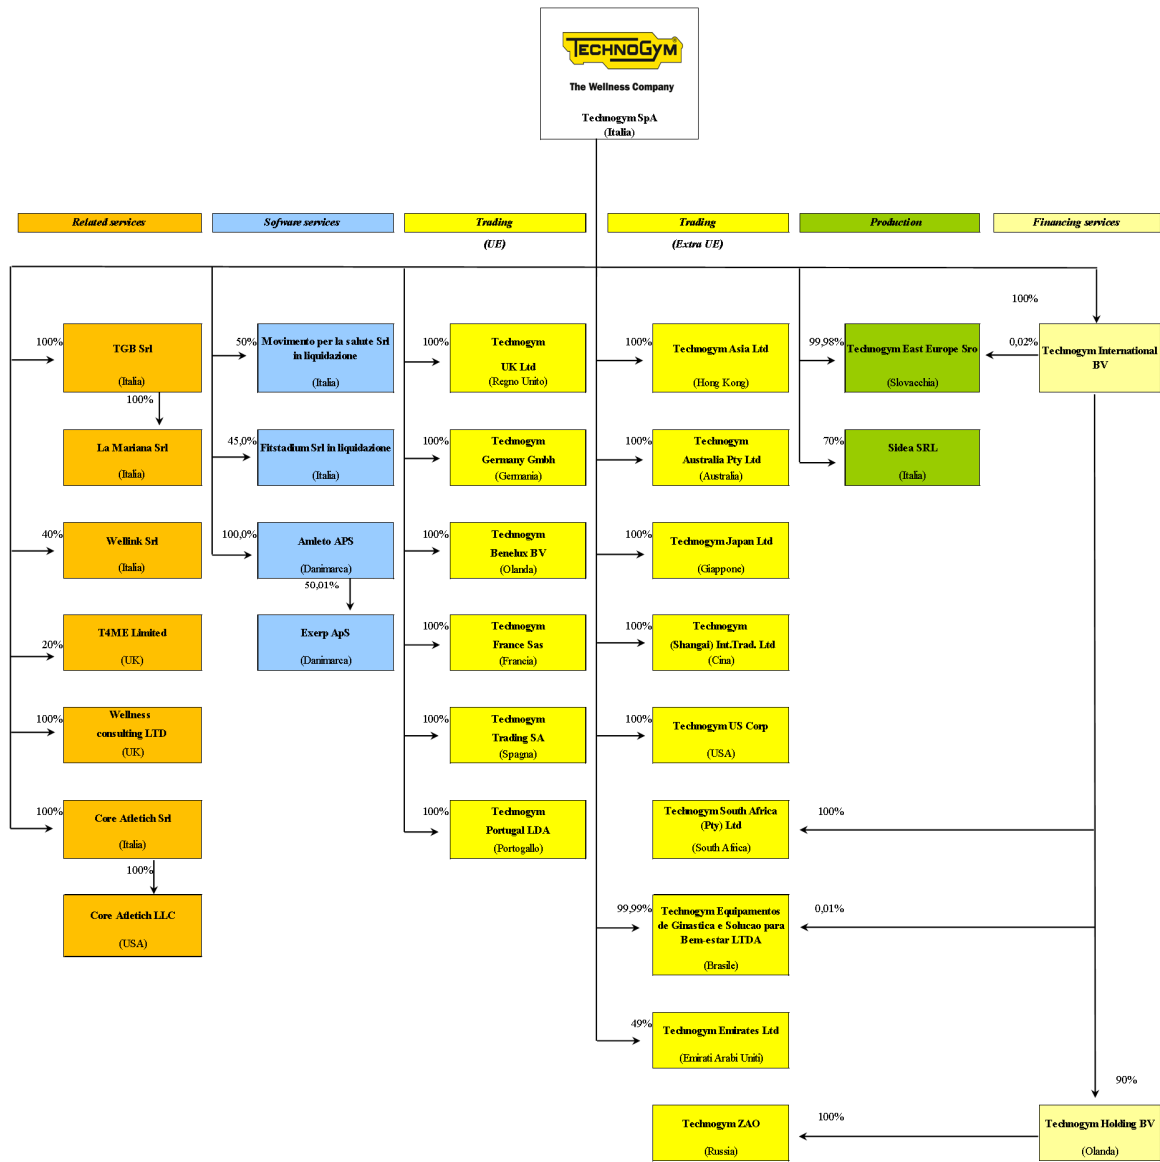 TECHNOGYM
®
The Wellness Company
Technogym SpA
(Italia)
Related services
Sofware services
Trading
(UE)
Trading
(Extra UE)
Production
Financing services
100%
TGB Srl
(Italia)
100%
La Mariana Srl
(Italia)
40%
Wellink Srl
(Italia)
20%
T4ME Limited
(UK)
100%
Wellness
consulting LTD
(UK)
100%
Core Atletich Srl
(Italia)
100%
Core Atletich LLC
(USA)
50%
Movimento per la salute Srl
in liquidazione
(Italia)
45,0%
Fitstadium Srl in liquidazione
(Italia)
100,0%
Amleto APS
(Danimarca)
50,01%
Exerp ApS
(Danimarca)
100%
Technogym
UK Ltd
(Regno Unito)
100%
Technogym
Germany Gmbh
(Germania)
100%
Technogym
Benelux BV
(Olanda)
100%
Technogym
France Sas
(Francia)
100%
Technogym
Trading SA
(Spagna)
100%
Technogym
Portugal LDA
(Portogallo)
100%
Technogym Asia Ltd
(Hong Kong)
100%
Technogym
Australia Pty Ltd
(Australia)
100%
Technogym Japan Ltd
(Giappone)
100%
Technogym
(Shangai) Int.Trad. Ltd
(Cina)
100%
Technogym US Corp
(USA)
Technogym South Africa
(Pty) Ltd
(South Africa)
100%
99,99%
Technogym Equipamentos
de Ginastica e Solucao para
Bem-estar LTDA
(Brasile)
0,01%
49%
Technogym Emirates Ltd
(Emirati Arabi Uniti)
Technogym ZAO
(Russia)
100%
99,98%
Technogym East Europe Sro
(Slovacchia)
0,02%
70%
Sidea SRL
(Italia)
100%
Technogym International
BV
90%
Technogym Holding BV
(Olanda)